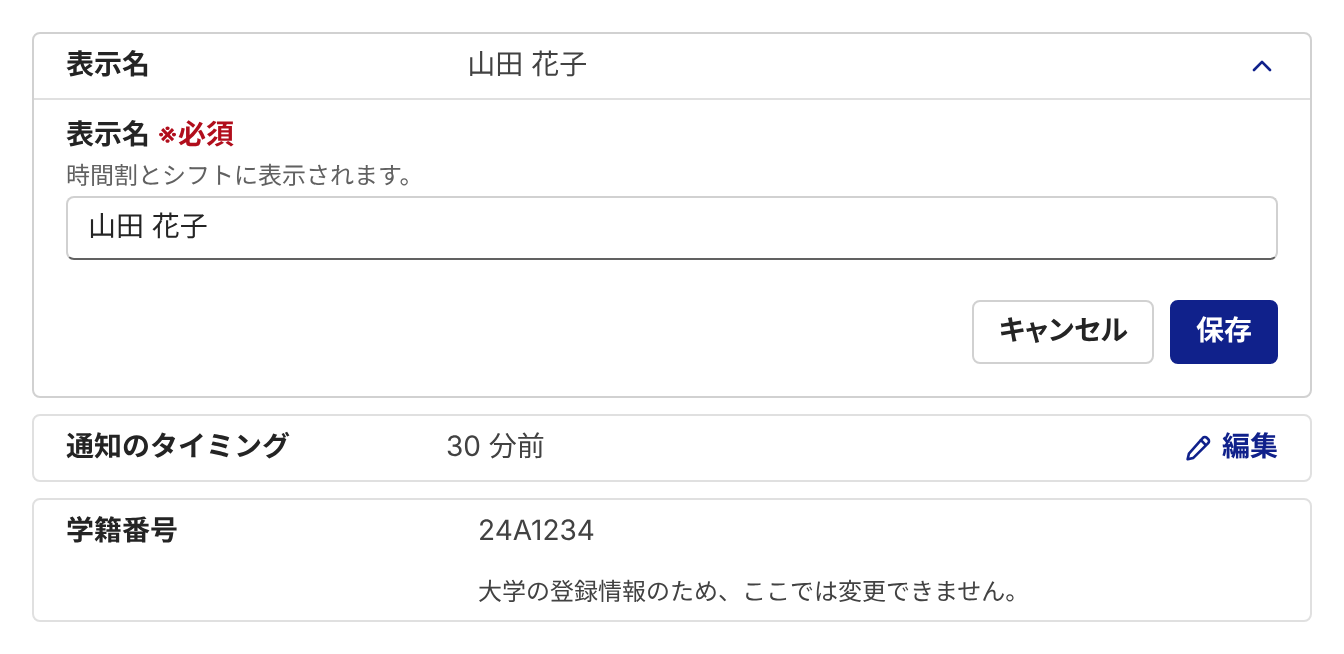 表示名 山田 花子
表示名 ※必須
時間割とシフトに表示されます。
山田 花子
キャンセル 保存
通知のタイミング 30 分前 編集
学籍番号 24A1234
大学の登録情報のため、ここでは変更できません。